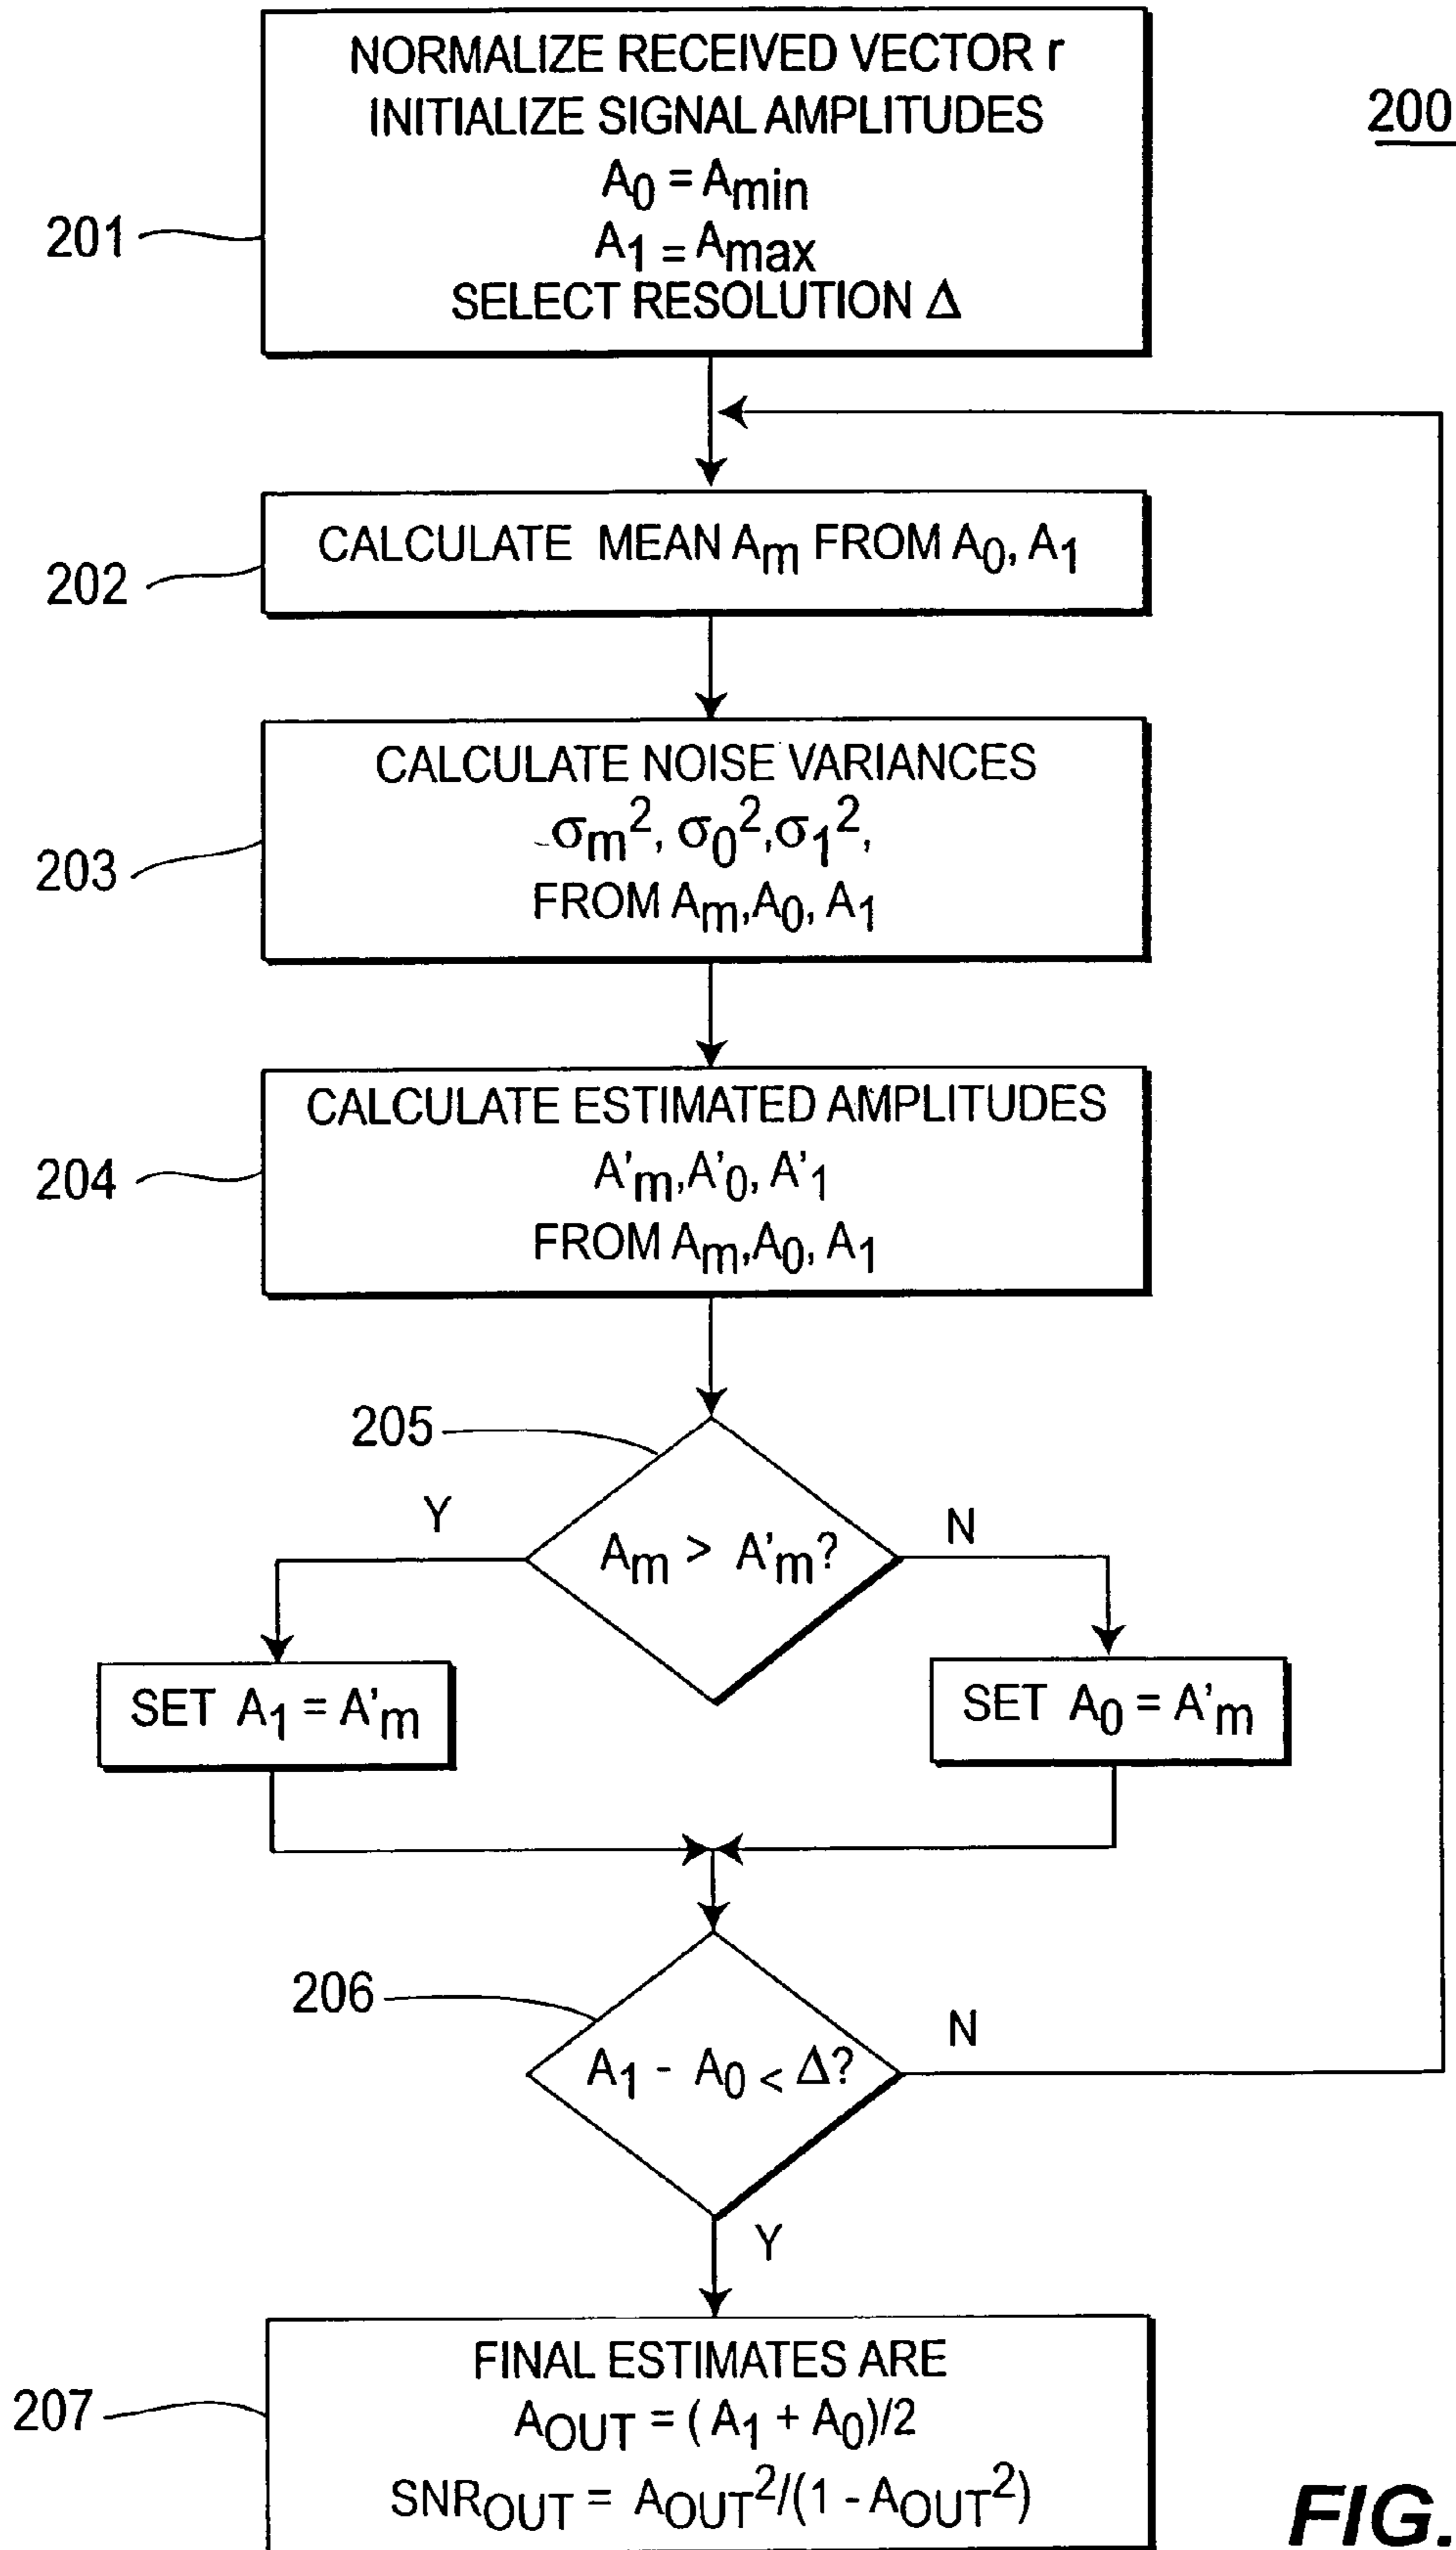 NORMALIZE RECEIVED VECTOR r
INITIALIZE SIGNAL AMPLITUDES
A0 = Amin
A1 = Amax
SELECT RESOLUTION Δ
200
201
CALCULATE MEAN Am FROM A0, A1
202
CALCULATE NOISE VARIANCES
σm², σ0², σ1²,
FROM Am, A0, A1
203
CALCULATE ESTIMATED AMPLITUDES
A'm, A'0, A'1
FROM Am, A0, A1
204
205
Y
N
Am > A'm?
SET A1 = A'm
SET A0 = A'm
206
N
A1 - A0 < Δ?
Y
FINAL ESTIMATES ARE
AOUT = (A1 + A0)/2
SNROUT = AOUT²/(1 - AOUT²)
207
FIG.